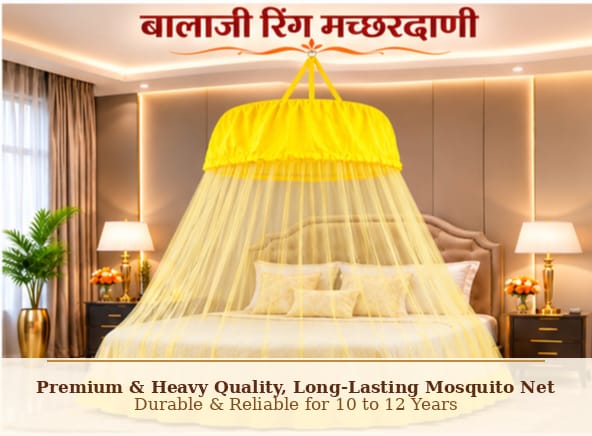 बालाजी रिंग मच्छरदाणी
Premium & Heavy Quality, Long-Lasting Mosquito Net
Durable & Reliable for 10 to 12 Years